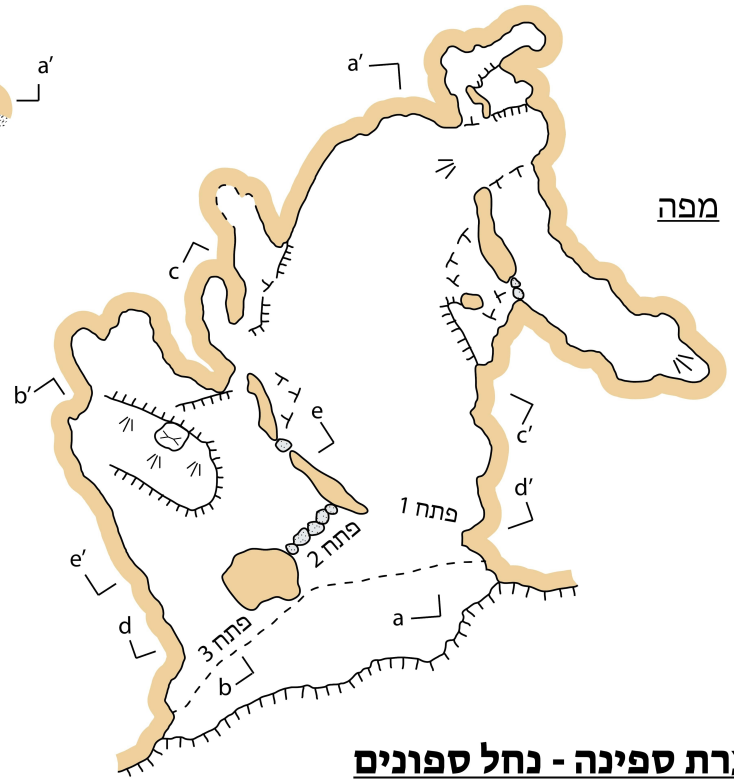 a’
a’
מפה
c
b’
e
c’
d’
פתח 1
פתח 2
e’
d
a
פתח 3
b
רת ספינה - נחל ספונים